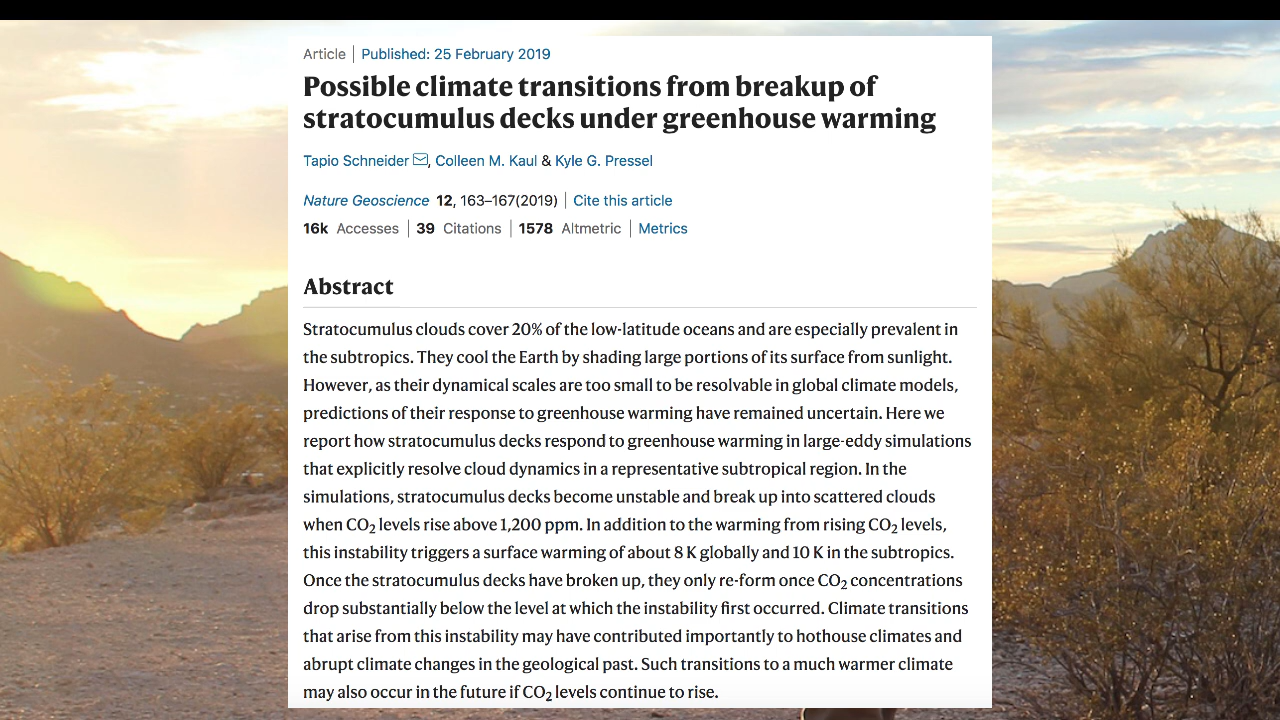 Article | Published: 25 February 2019
Possible climate transitions from breakup of
stratocumulus decks under greenhouse warming
Tapio Schneider, Colleen M. Kaul & Kyle G. Pressel
Nature Geoscience 12, 163–167(2019) | Cite this article
16k Accesses | 39 Citations | 1578 Altmetric | Metrics
Abstract
Stratocumulus clouds cover 20% of the low-latitude oceans and are especially prevalent in
the subtropics. They cool the Earth by shading large portions of its surface from sunlight.
However, as their dynamical scales are too small to be resolvable in global climate models,
predictions of their response to greenhouse warming have remained uncertain. Here we
report how stratocumulus decks respond to greenhouse warming in large-eddy simulations
that explicitly resolve cloud dynamics in a representative subtropical region. In the
simulations, stratocumulus decks become unstable and break up into scattered clouds
when CO₂ levels rise above 1,200 ppm. In addition to the warming from rising CO₂ levels,
this instability triggers a surface warming of about 8 K globally and 10 K in the subtropics.
Once the stratocumulus decks have broken up, they only re-form once CO₂ concentrations
drop substantially below the level at which the instability first occurred. Climate transitions
that arise from this instability may have contributed importantly to hothouse climates and
abrupt climate changes in the geological past. Such transitions to a much warmer climate
may also occur in the future if CO₂ levels continue to rise.